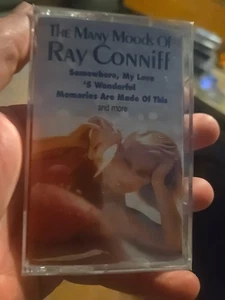 The Many Moods Of
Ray Conniff
Somewhere, My Love
'S Wonderful
Memories Are Made Of This
and more